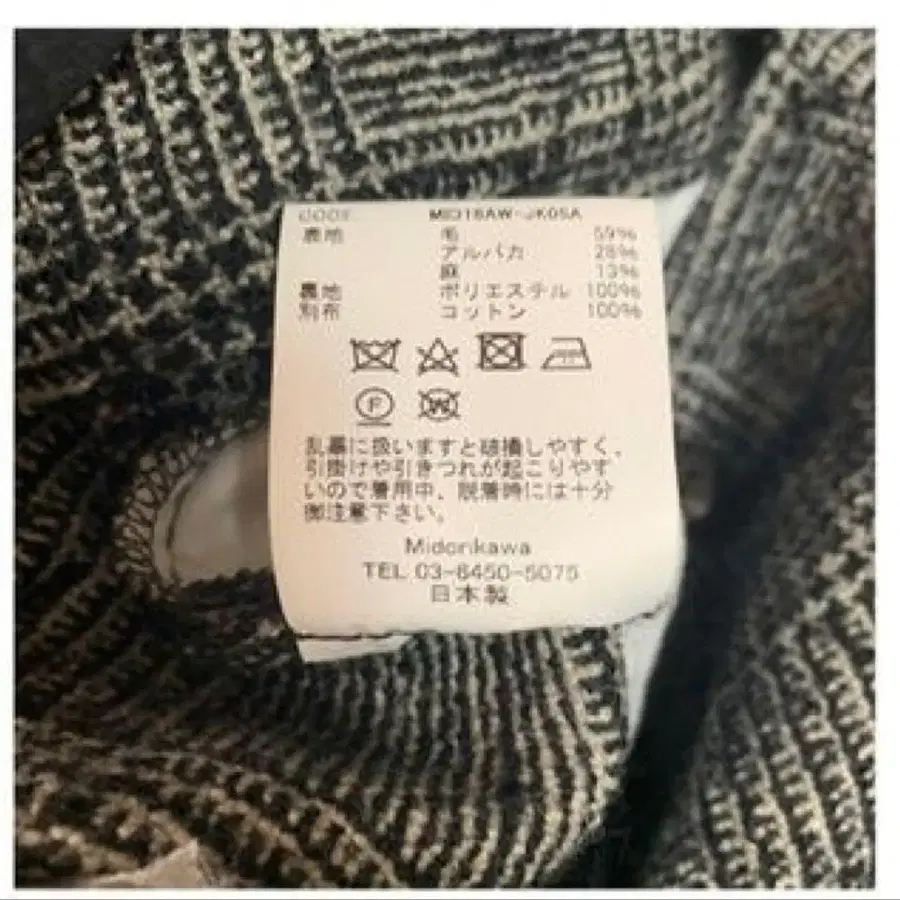 CODE MID18AW-JK05A
表地 毛 59%
アルパカ 28%
麻 13%
裏地 ポリエステル 100%
別布 コットン 100%
P W
乱暴に扱いますと破損しやすく、
引掛けや引きつれが起こりやす
いので着用中、脱着時には十分
御注意下さい。
Midorikawa
TEL 03-6450-5075
日本製